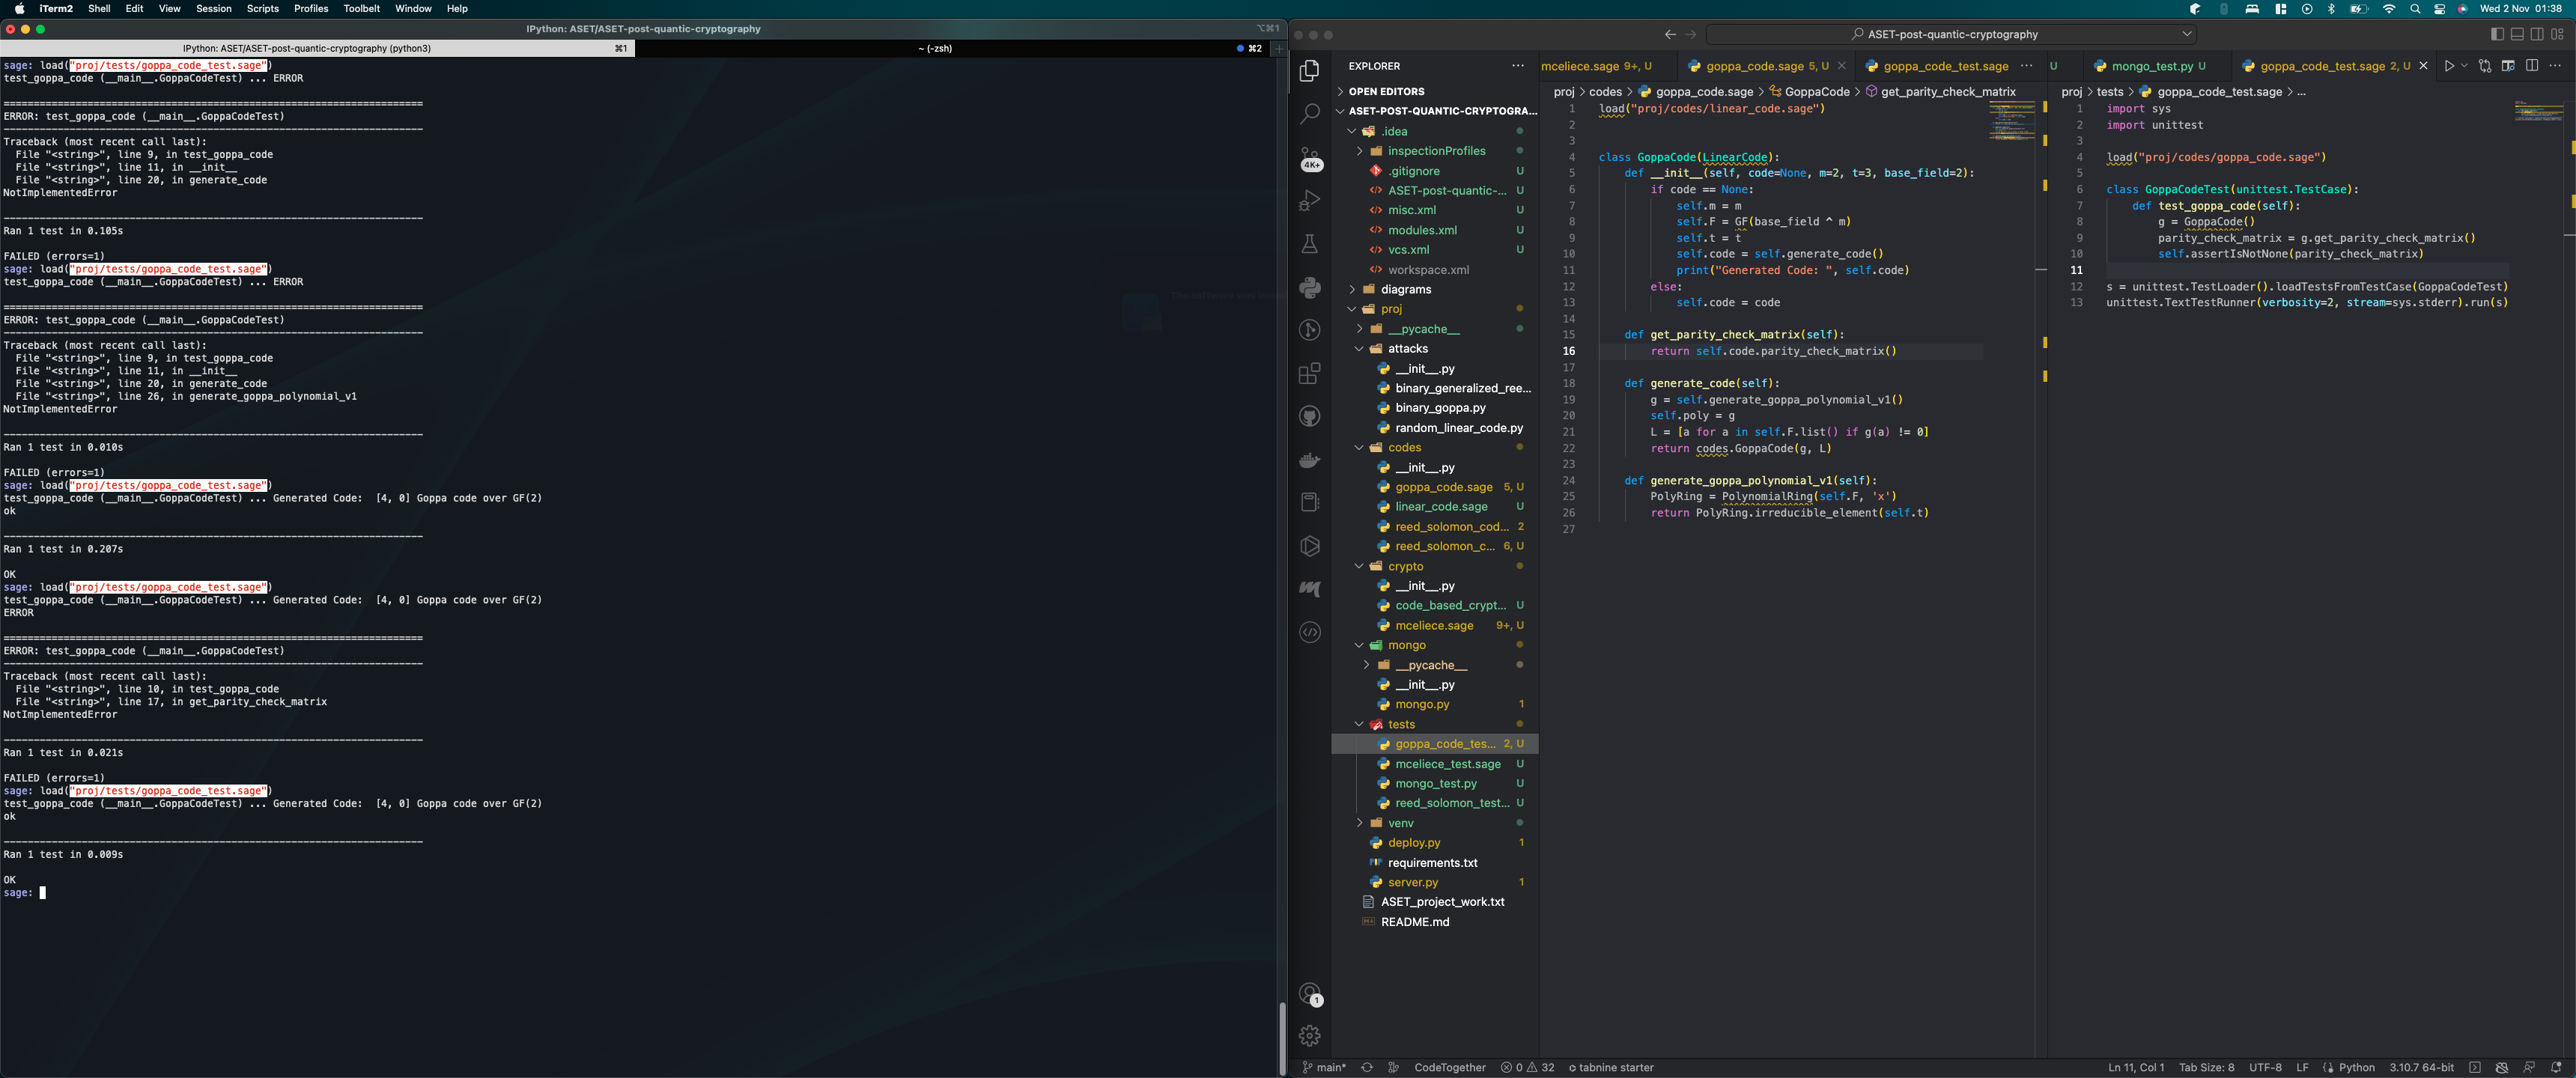 iTerm2 Shell Edit View Session Scripts Profiles Toolbelt Window Help
Wed 2 Nov 01:38
IPython: ASET/ASET-post-quantic-cryptography
⌥⌘1
IPython: ASET/ASET-post-quantic-cryptography (python3) ⌘1
~ (-zsh) ⌘2
sage: load("proj/tests/goppa_code_test.sage")
test_goppa_code (__main__.GoppaCodeTest) ... ERROR
======================================================================
ERROR: test_goppa_code (__main__.GoppaCodeTest)
----------------------------------------------------------------------
Traceback (most recent call last):
File "<string>", line 9, in test_goppa_code
File "<string>", line 11, in __init__
File "<string>", line 20, in generate_code
NotImplementedError
----------------------------------------------------------------------
Ran 1 test in 0.105s
FAILED (errors=1)
sage: load("proj/tests/goppa_code_test.sage")
test_goppa_code (__main__.GoppaCodeTest) ... ERROR
======================================================================
ERROR: test_goppa_code (__main__.GoppaCodeTest)
----------------------------------------------------------------------
Traceback (most recent call last):
File "<string>", line 9, in test_goppa_code
File "<string>", line 11, in __init__
File "<string>", line 20, in generate_code
File "<string>", line 26, in generate_goppa_polynomial_v1
NotImplementedError
----------------------------------------------------------------------
Ran 1 test in 0.010s
FAILED (errors=1)
sage: load("proj/tests/goppa_code_test.sage")
test_goppa_code (__main__.GoppaCodeTest) ... Generated Code:  [4, 0] Goppa code over GF(2)
ok
----------------------------------------------------------------------
Ran 1 test in 0.207s
OK
sage: load("proj/tests/goppa_code_test.sage")
test_goppa_code (__main__.GoppaCodeTest) ... Generated Code:  [4, 0] Goppa code over GF(2)
ERROR
======================================================================
ERROR: test_goppa_code (__main__.GoppaCodeTest)
----------------------------------------------------------------------
Traceback (most recent call last):
File "<string>", line 10, in test_goppa_code
File "<string>", line 17, in get_parity_check_matrix
NotImplementedError
----------------------------------------------------------------------
Ran 1 test in 0.021s
FAILED (errors=1)
sage: load("proj/tests/goppa_code_test.sage")
test_goppa_code (__main__.GoppaCodeTest) ... Generated Code:  [4, 0] Goppa code over GF(2)
ok
----------------------------------------------------------------------
Ran 1 test in 0.009s
OK
sage:
ASET-post-quantic-cryptography
4K+
1
EXPLORER ...
OPEN EDITORS
ASET-POST-QUANTIC-CRYPTOGRA...
.idea
inspectionProfiles
.gitignore U
ASET-post-quantic-... U
misc.xml U
modules.xml U
vcs.xml U
workspace.xml
diagrams
proj
__pycache__
attacks
__init__.py
binary_generalized_ree...
binary_goppa.py
random_linear_code.py
codes
__init__.py
goppa_code.sage 5, U
linear_code.sage U
reed_solomon_cod... 2
reed_solomon_c... 6, U
crypto
__init__.py
code_based_crypt... U
mceliece.sage 9+, U
mongo
__pycache__
__init__.py
mongo.py 1
tests
goppa_code_tes... 2, U
mceliece_test.sage U
mongo_test.py U
reed_solomon_test... U
venv
deploy.py 1
requirements.txt
server.py 1
ASET_project_work.txt
README.md
mceliece.sage 9+, U goppa_code.sage 5, U goppa_code_test.sage ... U
proj > codes > goppa_code.sage > GoppaCode > get_parity_check_matrix
1 load("proj/codes/linear_code.sage")
2
3
4 class GoppaCode(LinearCode):
5 def __init__(self, code=None, m=2, t=3, base_field=2):
6 if code == None:
7 self.m = m
8 self.F = GF(base_field ^ m)
9 self.t = t
10 self.code = self.generate_code()
11 print("Generated Code: ", self.code)
12 else:
13 self.code = code
14
15 def get_parity_check_matrix(self):
16 return self.code.parity_check_matrix()
17
18 def generate_code(self):
19 g = self.generate_goppa_polynomial_v1()
20 self.poly = g
21 L = [a for a in self.F.list() if g(a) != 0]
22 return codes.GoppaCode(g, L)
23
24 def generate_goppa_polynomial_v1(self):
25 PolyRing = PolynomialRing(self.F, 'x')
26 return PolyRing.irreducible_element(self.t)
27
mongo_test.py U goppa_code_test.sage 2, U
proj > tests > goppa_code_test.sage > ...
1 import sys
2 import unittest
3
4 load("proj/codes/goppa_code.sage")
5
6 class GoppaCodeTest(unittest.TestCase):
7 def test_goppa_code(self):
8 g = GoppaCode()
9 parity_check_matrix = g.get_parity_check_matrix()
10 self.assertIsNotNone(parity_check_matrix)
11
12 s = unittest.TestLoader().loadTestsFromTestCase(GoppaCodeTest)
13 unittest.TextTestRunner(verbosity=2, stream=sys.stderr).run(s)
main* CodeTogether 0 32 tabnine starter
Ln 11, Col 1 Tab Size: 8 UTF-8 LF Python 3.10.7 64-bit